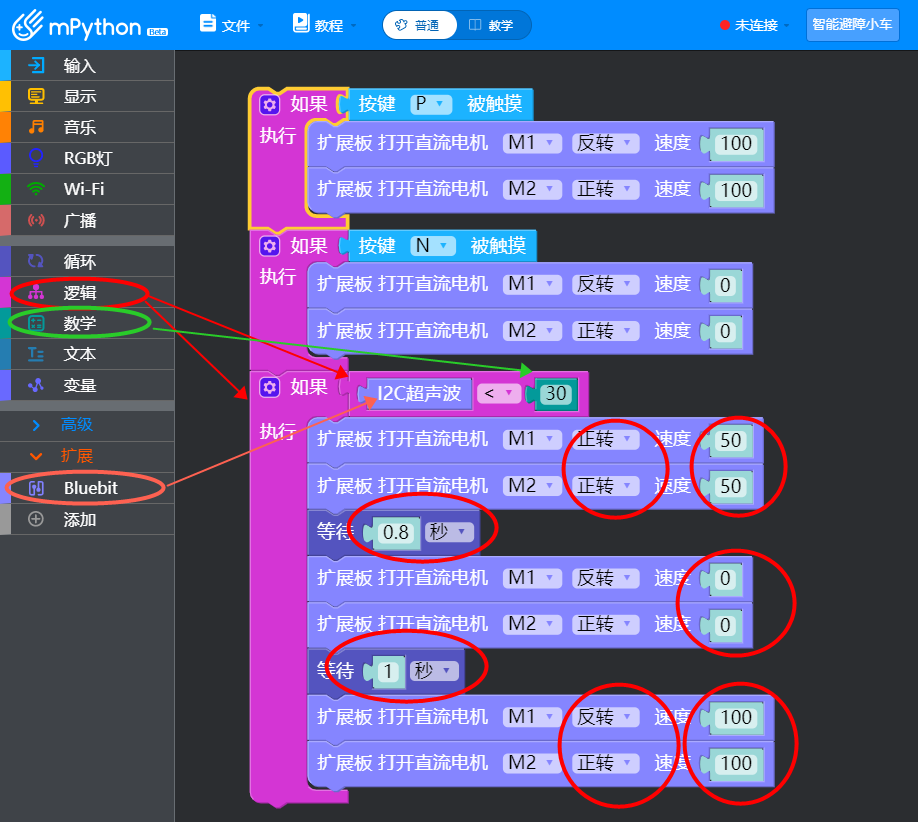 mPython Beta 文件 教程 普通 教学 未连接 智能避障小车
输入
显示
音乐
RGB灯
Wi-Fi
广播
循环
逻辑
数学
文本
变量
高级
扩展
Bluebit
添加
如果 按键 P 被触摸
执行 扩展板 打开直流电机 M1 反转 速度 100
扩展板 打开直流电机 M2 正转 速度 100
如果 按键 N 被触摸
执行 扩展板 打开直流电机 M1 反转 速度 0
扩展板 打开直流电机 M2 正转 速度 0
如果 I2C超声波 < 30
执行 扩展板 打开直流电机 M1 正转 速度 50
扩展板 打开直流电机 M2 正转 速度 50
等待 0.8 秒
扩展板 打开直流电机 M1 反转 速度 0
扩展板 打开直流电机 M2 正转 速度 0
等待 1 秒
扩展板 打开直流电机 M1 反转 速度 100
扩展板 打开直流电机 M2 正转 速度 100